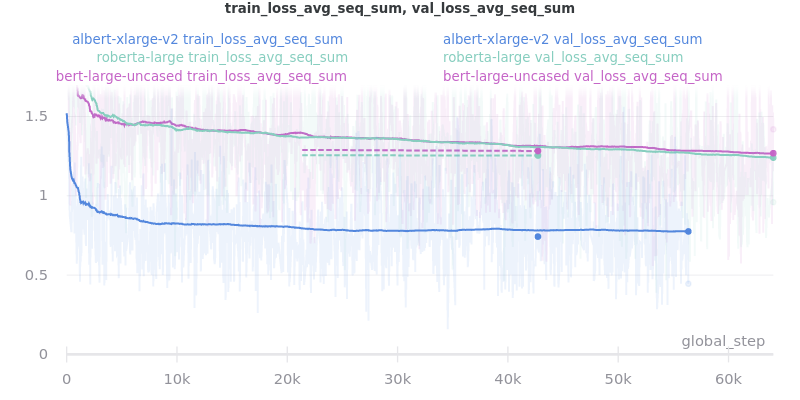 train_loss_avg_seq_sum, val_loss_avg_seq_sum
albert-xlarge-v2 train_loss_avg_seq_sum
albert-xlarge-v2 val_loss_avg_seq_sum
roberta-large train_loss_avg_seq_sum
roberta-large val_loss_avg_seq_sum
bert-large-uncased train_loss_avg_seq_sum
bert-large-uncased val_loss_avg_seq_sum
1.5
1
0.5
0
global_step
0 10k 20k 30k 40k 50k 60k